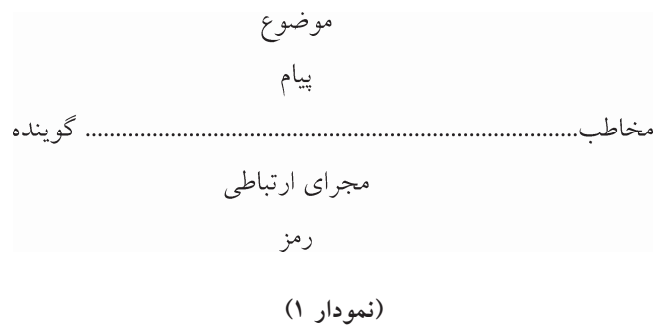 موضوع
پیام
مخاطب.................................................................................. گوینده
مجرای ارتباطی
رمز
(نمودار ۱)